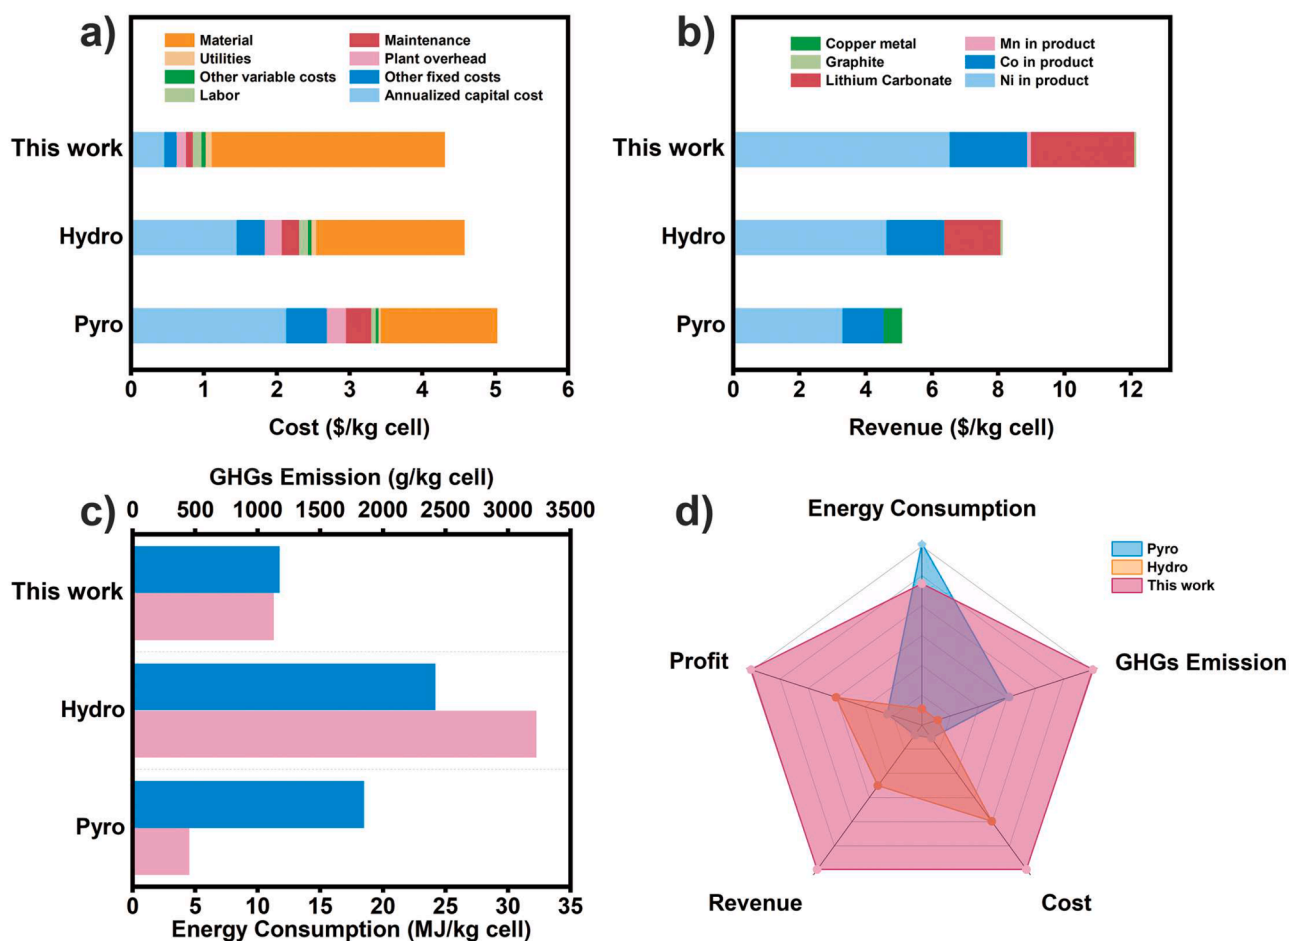 a)
Material
Utilities
Other variable costs
Labor
Maintenance
Plant overhead
Other fixed costs
Annualized capital cost
This work
Hydro
Pyro
0 1 2 3 4 5 6
Cost ($/kg cell)
b)
Copper metal
Graphite
Lithium Carbonate
Mn in product
Co in product
Ni in product
This work
Hydro
Pyro
0 2 4 6 8 10 12
Revenue ($/kg cell)
GHGs Emission (g/kg cell)
0 500 1000 1500 2000 2500 3000 3500
c)
This work
Hydro
Pyro
0 5 10 15 20 25 30 35
Energy Consumption (MJ/kg cell)
d)
Energy Consumption
Pyro
Hydro
This work
Profit
GHGs Emission
Revenue
Cost